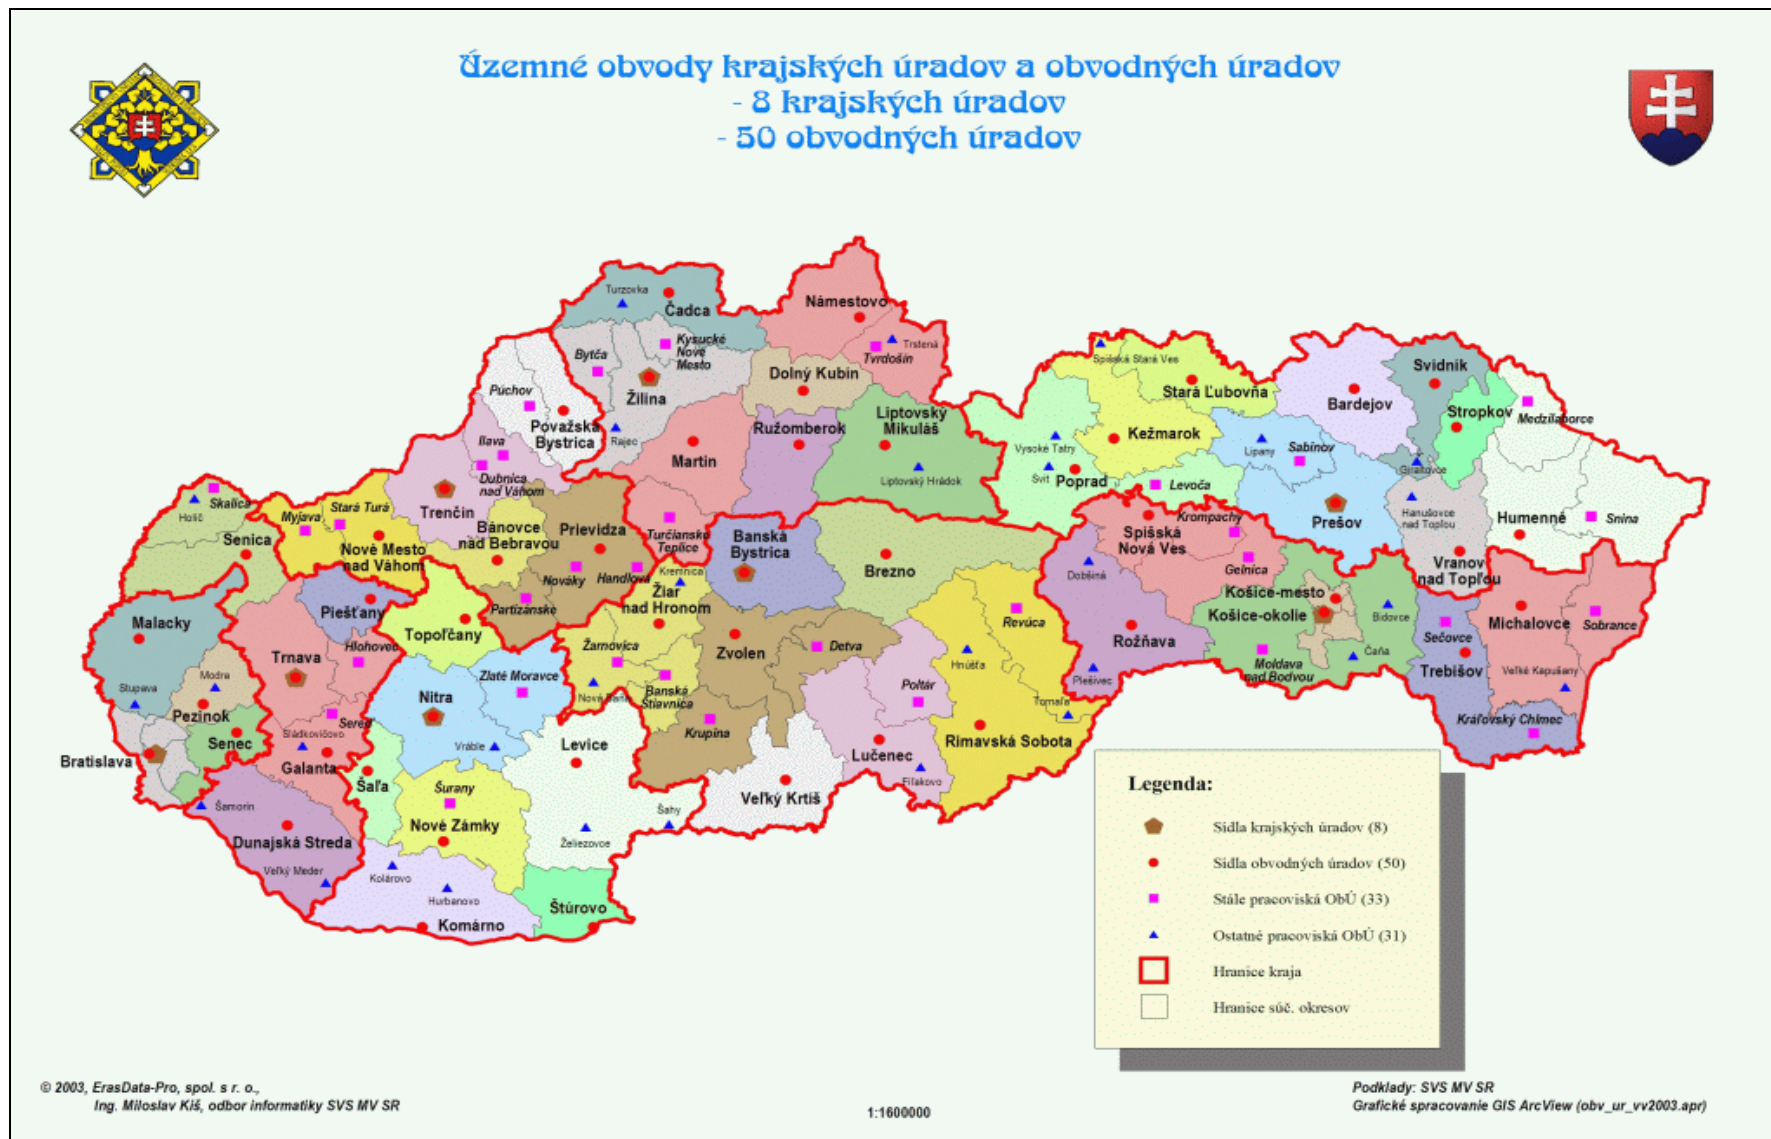 Územné obvody krajských úradov a obvodných úradov
- 8 krajských úradov
- 50 obvodných úradov
Turzovka
Čadca
Námestovo
Trstená
Tvrdošín
Bytča
Kysucké
Nové
Mesto
Žilina
Dolný Kubín
Spišská Stará Ves
Stará Ľubovňa
Bardejov
Svidník
Stropkov
Medzilaborce
Púchov
Považská
Bystrica
Rajec
Ružomberok
Liptovský
Mikuláš
Liptovský Hrádok
Martin
Vysoké Tatry
Svit
Poprad
Kežmarok
Levoča
Lipany
Sabinov
Giraltovce
Prešov
Hanušovce
nad Topľou
Humenné
Snina
Vranov
nad Topľou
Ilava
Dubnica
nad Váhom
Trenčín
Skalica
Holíč
Senica
Myjava
Stará Turá
Nové Mesto
nad Váhom
Bánovce
nad Bebravou
Prievidza
Nováky
Handlová
Partizánske
Turčianske
Teplice
Banská
Bystrica
Brezno
Kremnica
Žiar
nad Hronom
Spišská
Nová Ves
Krompachy
Gelnica
Dobšiná
Rožňava
Plešivec
Košice-mesto
Košice-okolie
Bidovce
Čaňa
Moldava
nad Bodvou
Sečovce
Trebišov
Michalovce
Sobrance
Veľké Kapušany
Kráľovský Chlmec
Malacky
Stupava
Modra
Pezinok
Senec
Bratislava
Piešťany
Trnava
Hlohovec
Sereď
Sládkovičovo
Galanta
Šamorín
Dunajská Streda
Veľký Meder
Topoľčany
Nitra
Zlaté Moravce
Vráble
Šaľa
Šurany
Nové Zámky
Kolárovo
Hurbanovo
Komárno
Štúrovo
Levice
Želiezovce
Šahy
Žarnovica
Nová Baňa
Banská
Štiavnica
Zvolen
Detva
Krupina
Veľký Krtíš
Poltár
Lučenec
Fiľakovo
Hnúšťa
Revúca
Tornaľa
Rimavská Sobota
Legenda:
Sídla krajských úradov (8)
Sídla obvodných úradov (50)
Stále pracoviská ObÚ (33)
Ostatné pracoviská ObÚ (31)
Hranice kraja
Hranice súč. okresov
© 2003, ErasData-Pro, spol. s r. o.,
Ing. Miloslav Kiš, odbor informatiky SVS MV SR
1:1600000
Podklady: SVS MV SR
Grafické spracovanie GIS ArcView (obv_ur_vv2003.apr)